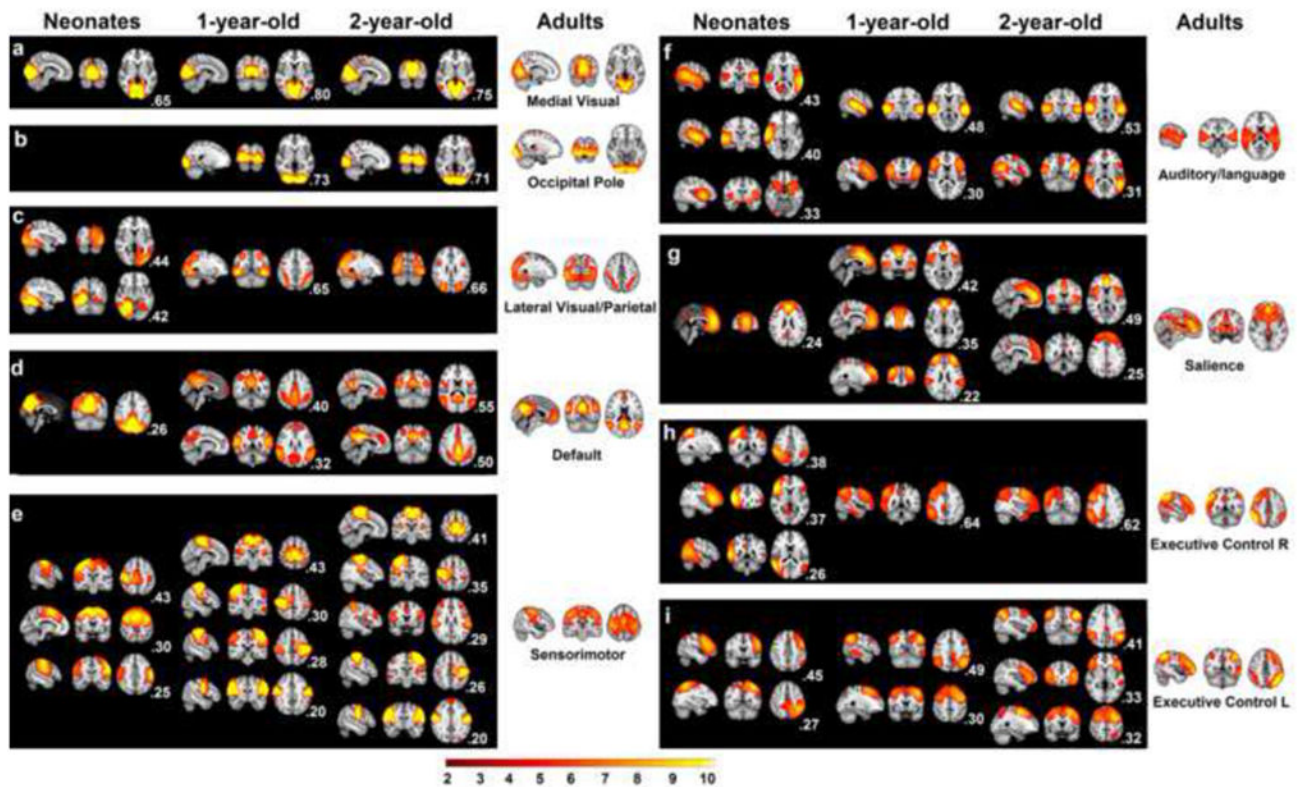 Neonates 1-year-old 2-year-old Adults
a
.65 .80 .75
Medial Visual
b
.73 .71
Occipital Pole
c
.44
.65 .66
.42
Lateral Visual/Parietal
d
.40 .55
.26
.32 .50
Default
e
.41
.43
.43 .35
.30
.30 .29
.28
.25 .26
.20
.20
Sensorimotor
Neonates 1-year-old 2-year-old Adults
f
.43
.48 .53
.40
.30 .31
.33
Auditory/language
g
.42
.49
.24 .35
.25
.22
Salience
h
.38
.37 .64 .62
.26
Executive Control R
i
.41
.45 .49
.33
.27 .30
.32
Executive Control L
2 3 4 5 6 7 8 9 10